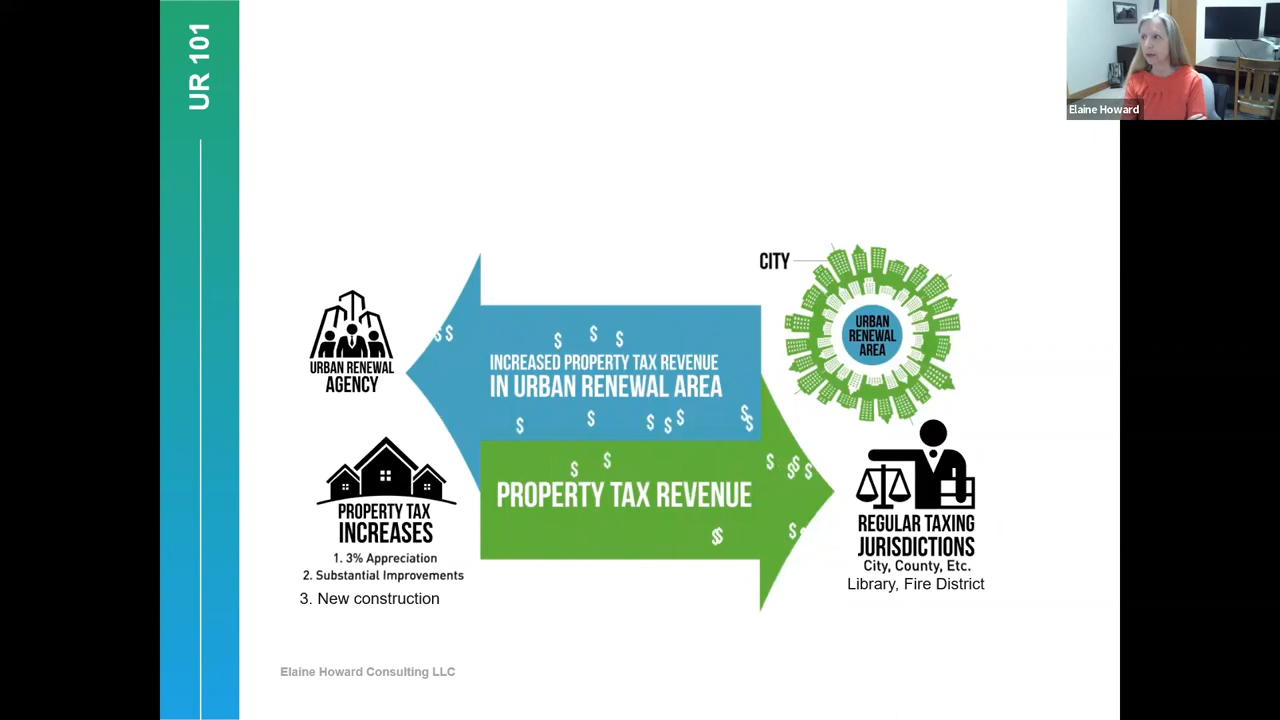 UR 101
Elaine Howard
CITY
URBAN
RENEWAL
AREA
URBAN RENEWAL
AGENCY
$$
$ $ $
INCREASED PROPERTY TAX REVENUE
IN URBAN RENEWAL AREA
$ $ $ $ $ $ $
PROPERTY TAX
INCREASES
1. 3% Appreciation
2. Substantial Improvements
3. New construction
$ $ $ $ $ $
PROPERTY TAX REVENUE
$ $ $
REGULAR TAXING
JURISDICTIONS
City, County, Etc.
Library, Fire District
Elaine Howard Consulting LLC